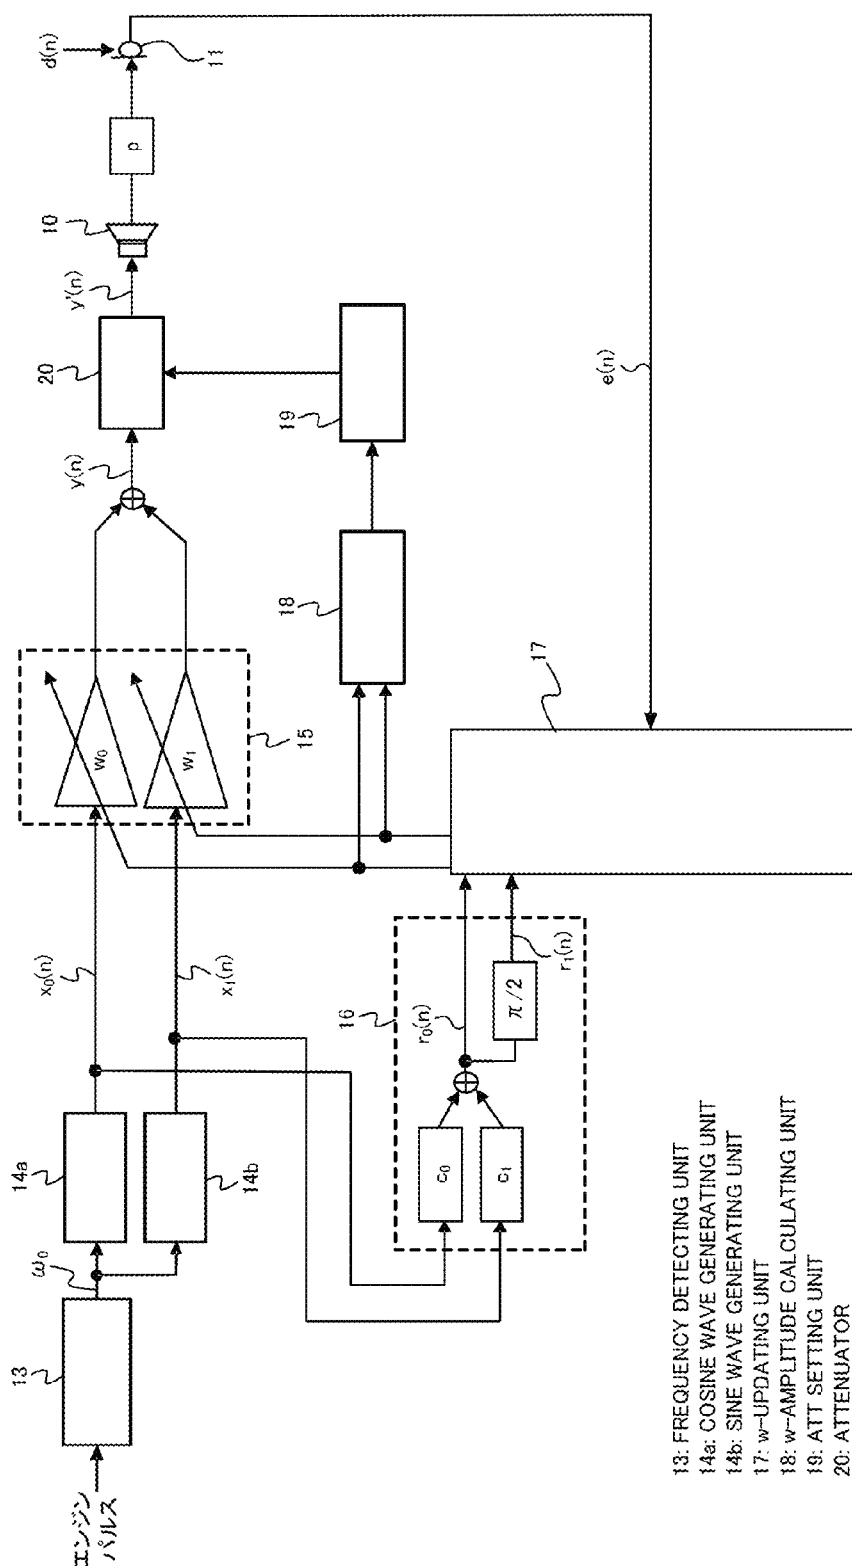 エンジン
パルス
13
ω₀
14a
14b
x₀(n)
x₁(n)
w₀
w₁
15
y(n)
20
y'(n)
10
p
d(n)
11
c₀
c₁
16
r₀(n)
π/2
r₁(n)
17
18
19
e(n)
13: FREQUENCY DETECTING UNIT
14a: COSINE WAVE GENERATING UNIT
14b: SINE WAVE GENERATING UNIT
17: w-UPDATING UNIT
18: w-AMPLITUDE CALCULATING UNIT
19: ATT SETTING UNIT
20: ATTENUATOR